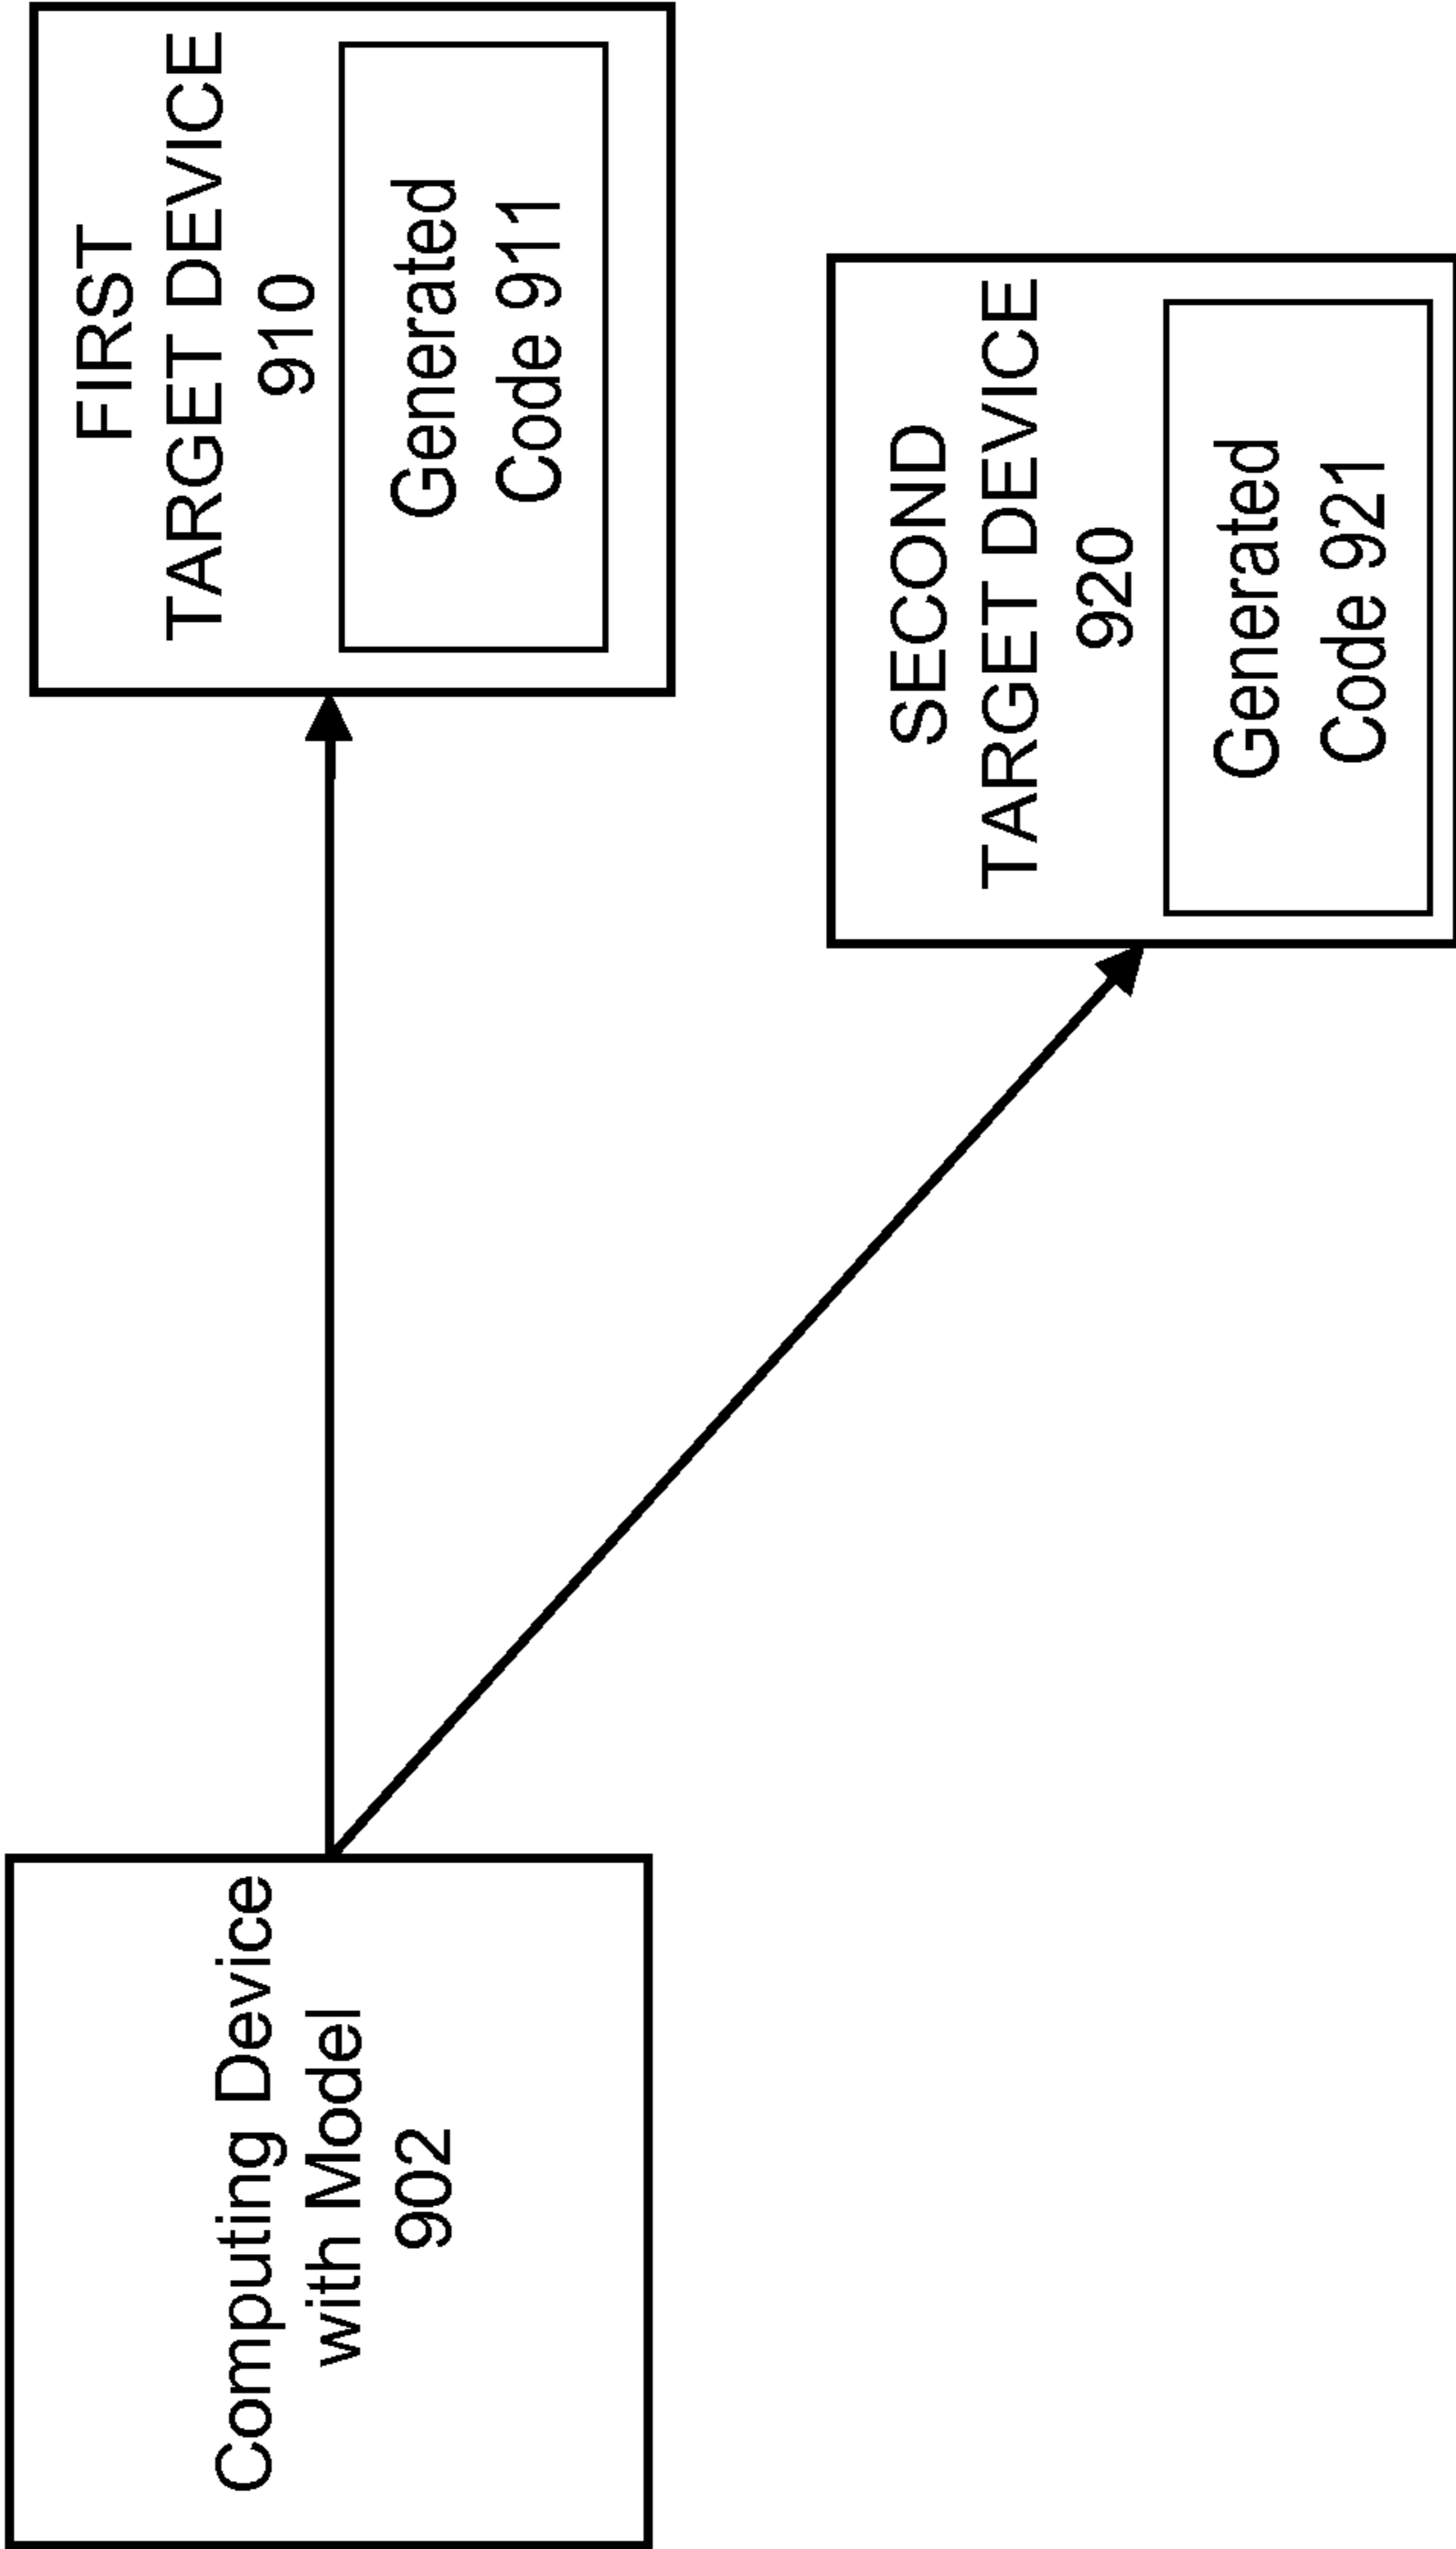 Computing Device
with Model
902
FIRST
TARGET DEVICE
910
Generated
Code 911
SECOND
TARGET DEVICE
920
Generated
Code 921